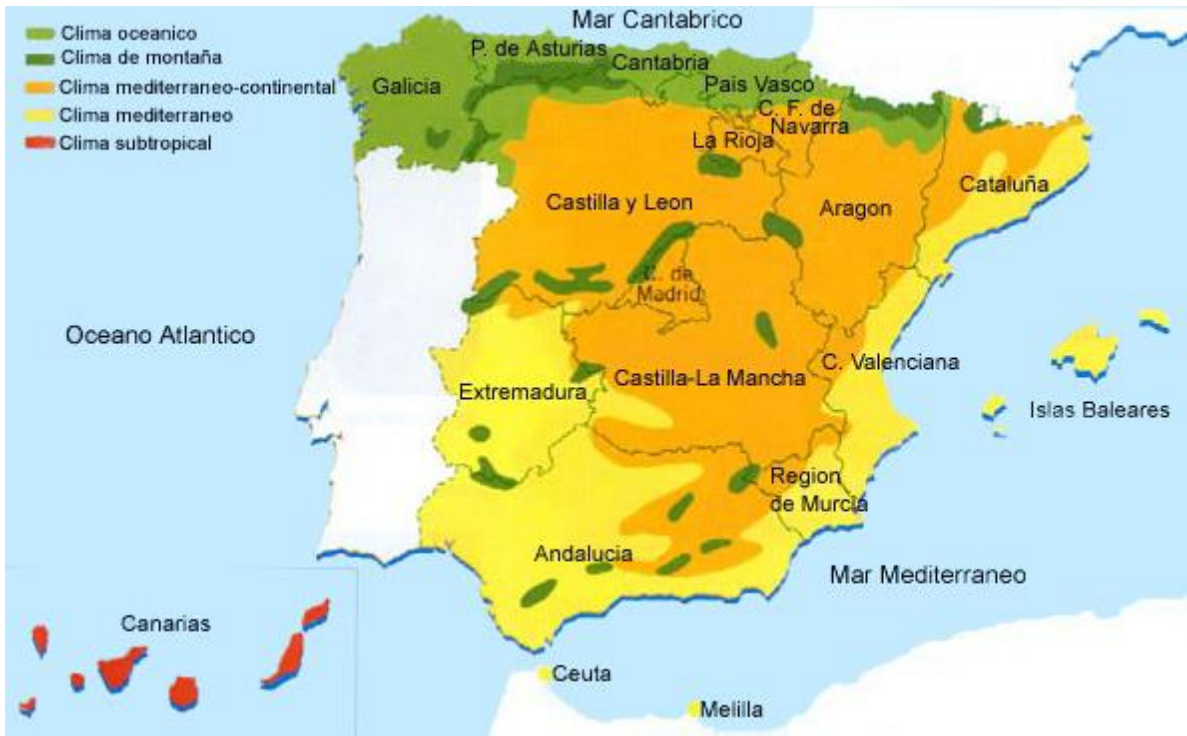 Mar Cantabrico
Clima oceanico
Clima de montaña
Clima mediterraneo-continental
Clima mediterraneo
Clima subtropical
P. de Asturias
Cantabria
Galicia
Pais Vasco
C. F. de
Navarra
La Rioja
Cataluña
Castilla y Leon
Aragon
C. de
Madrid
Oceano Atlantico
C. Valenciana
Castilla-La Mancha
Extremadura
Islas Baleares
Region
de Murcia
Andalucia
Mar Mediterraneo
Canarias
Ceuta
Melilla